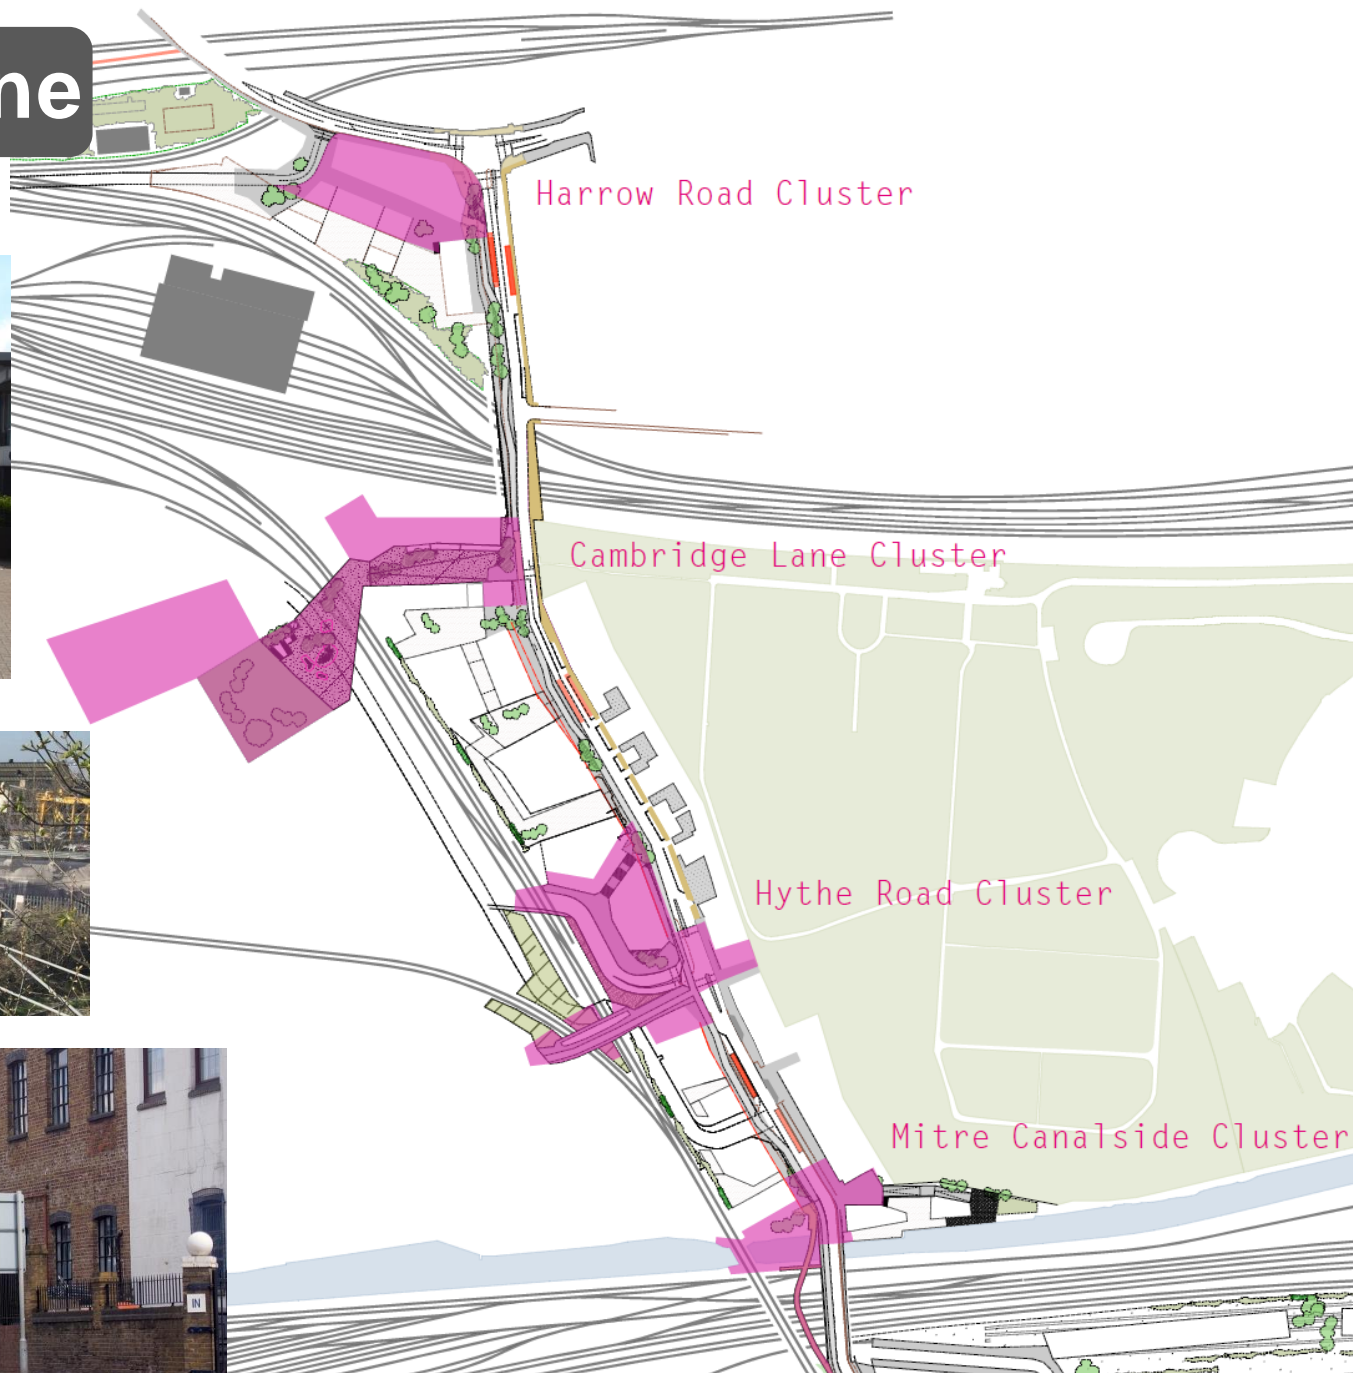 ne
Harrow Road Cluster
Cambridge Lane Cluster
Hythe Road Cluster
Mitre Canalside Cluster
IN